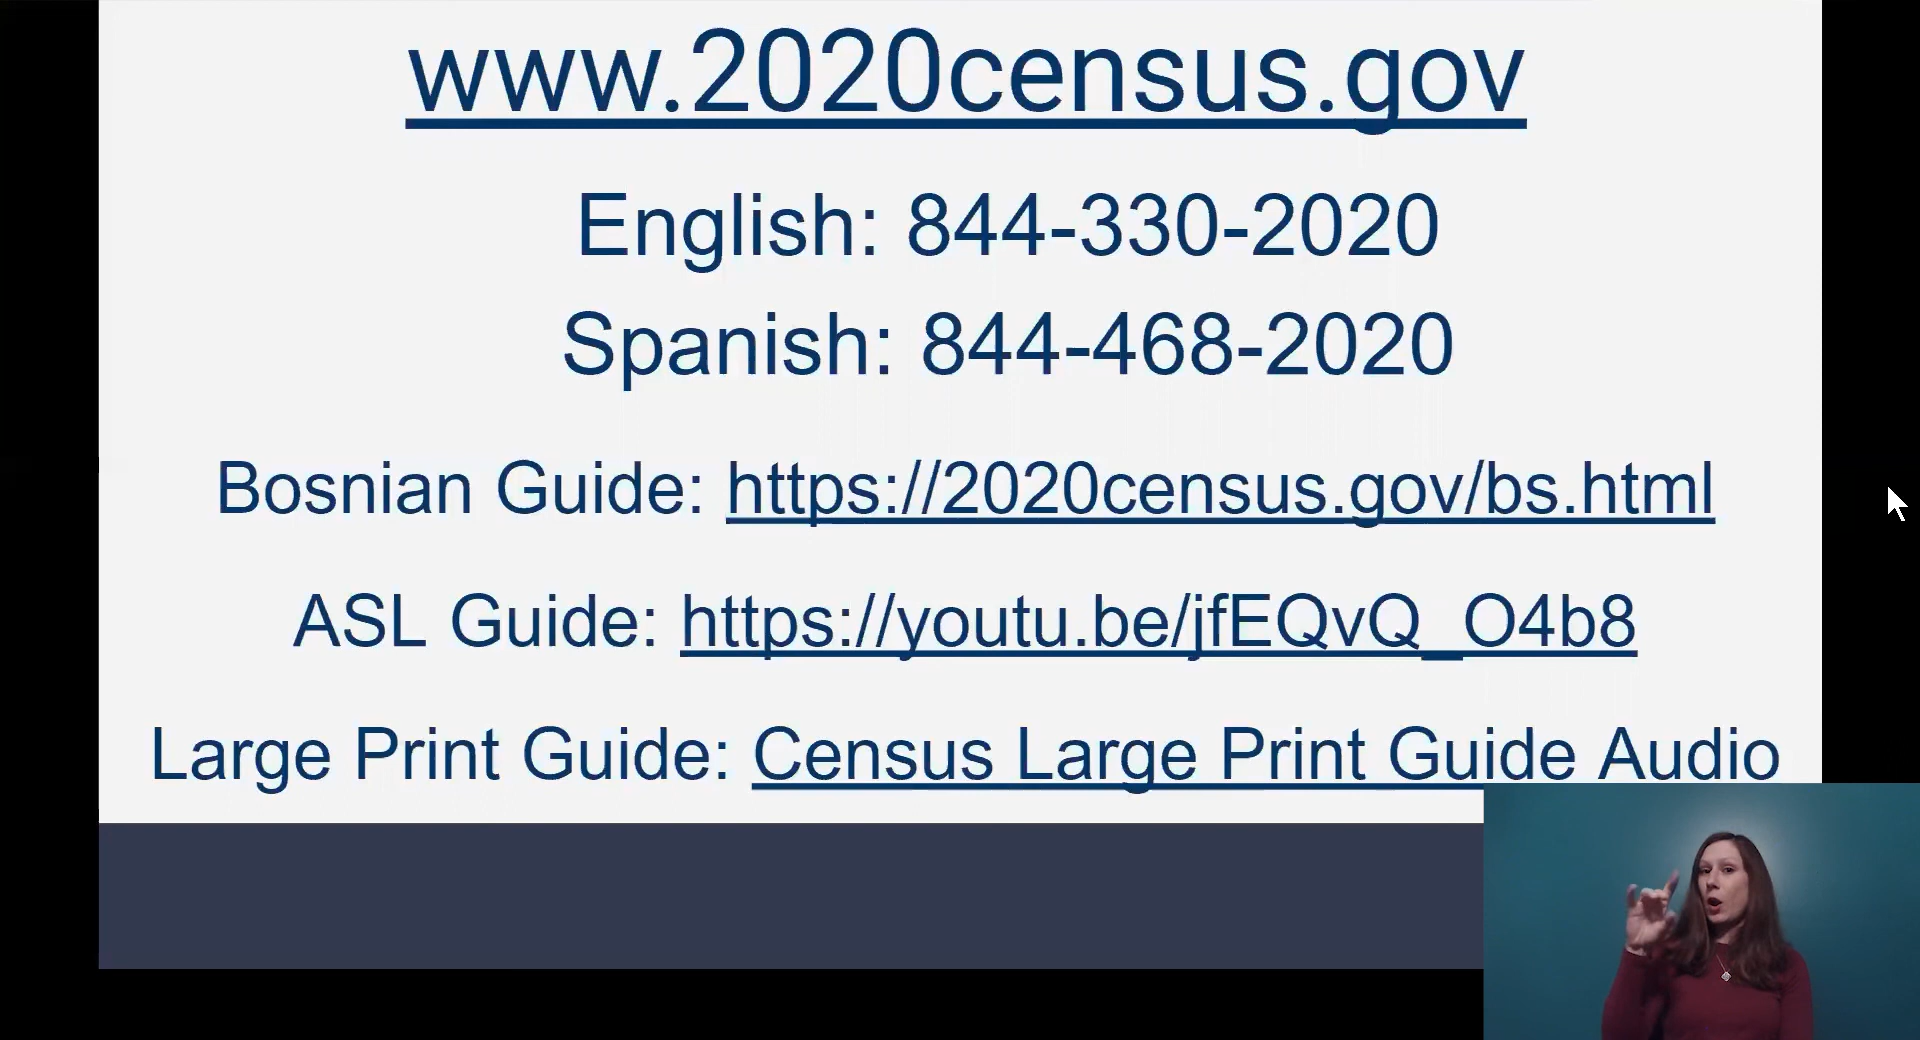 www.2020census.gov
English: 844-330-2020
Spanish: 844-468-2020
Bosnian Guide: https://2020census.gov/bs.html
ASL Guide: https://youtu.be/jfEQvQ_O4b8
Large Print Guide: Census Large Print Guide Audio